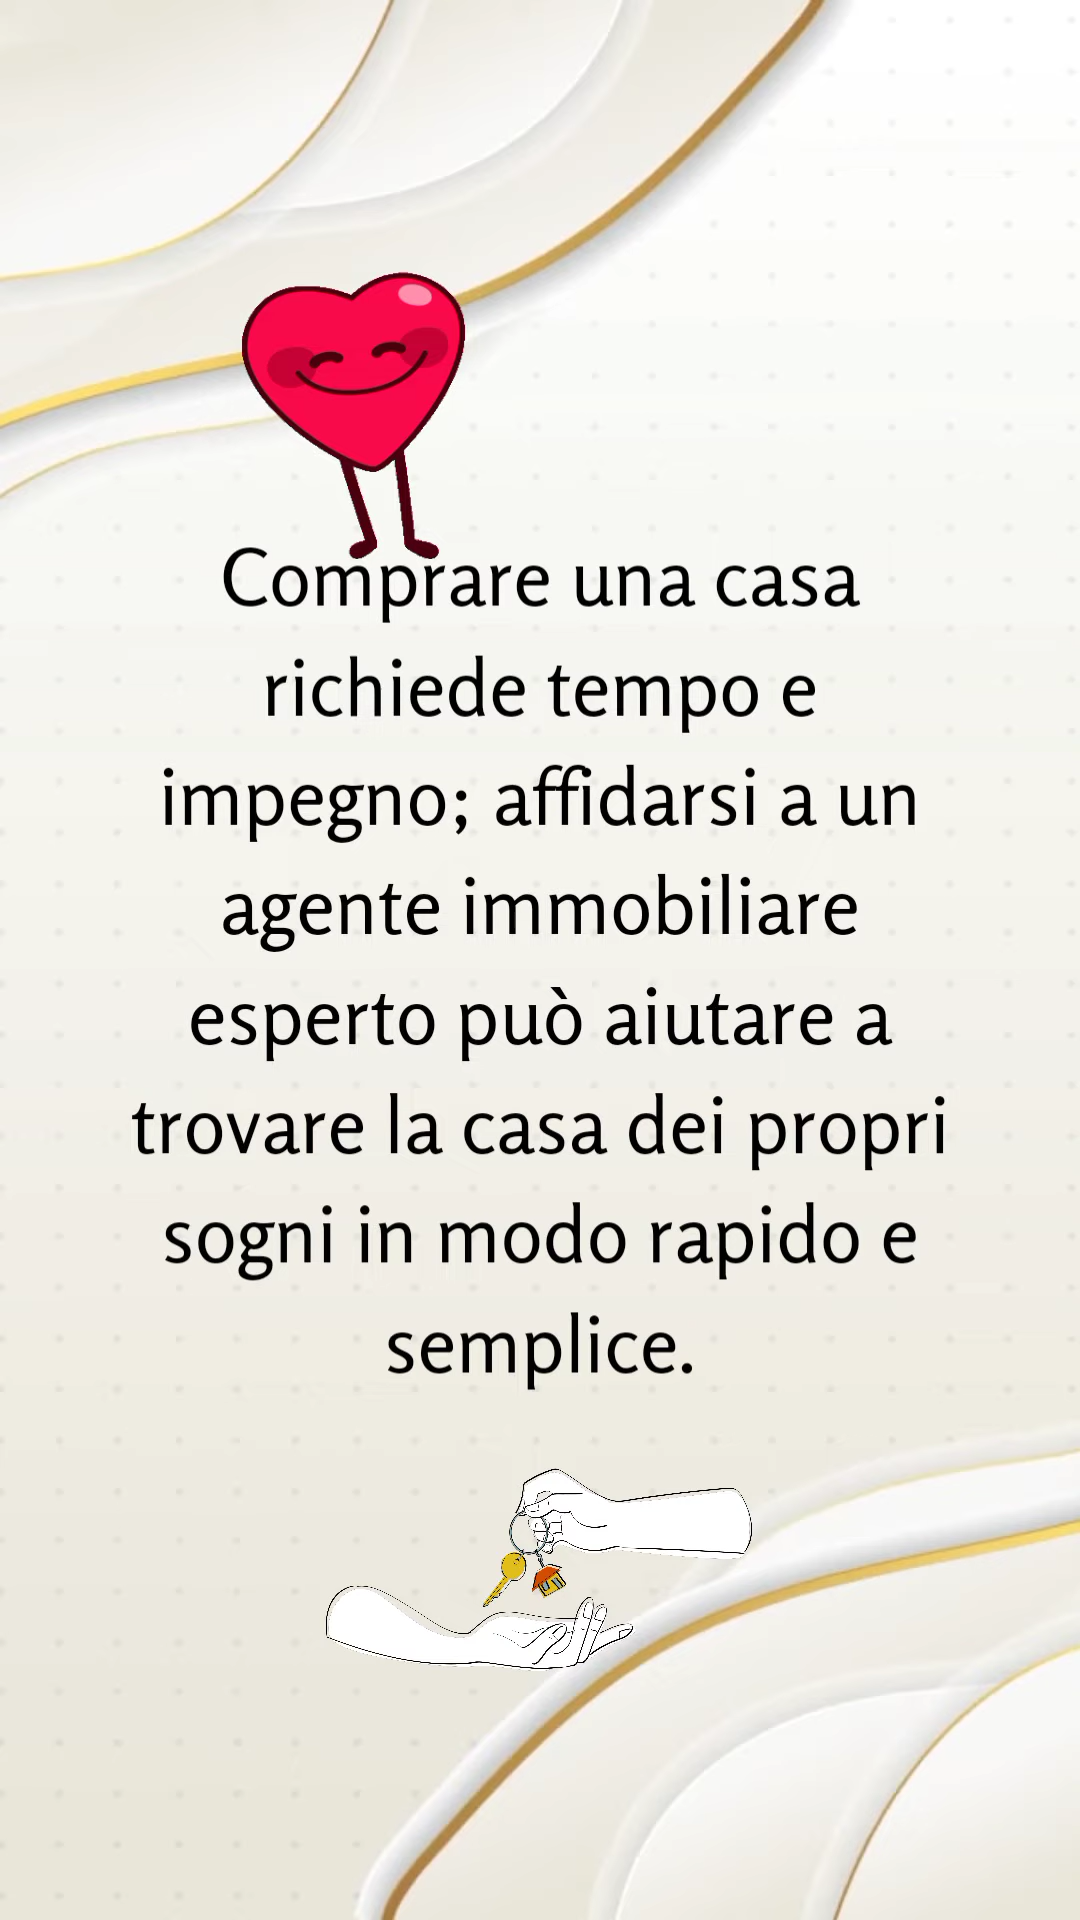 Comprare una casa
richiede tempo e
impegno; affidarsi a un
agente immobiliare
esperto può aiutare a
trovare la casa dei propri
sogni in modo rapido e
semplice.